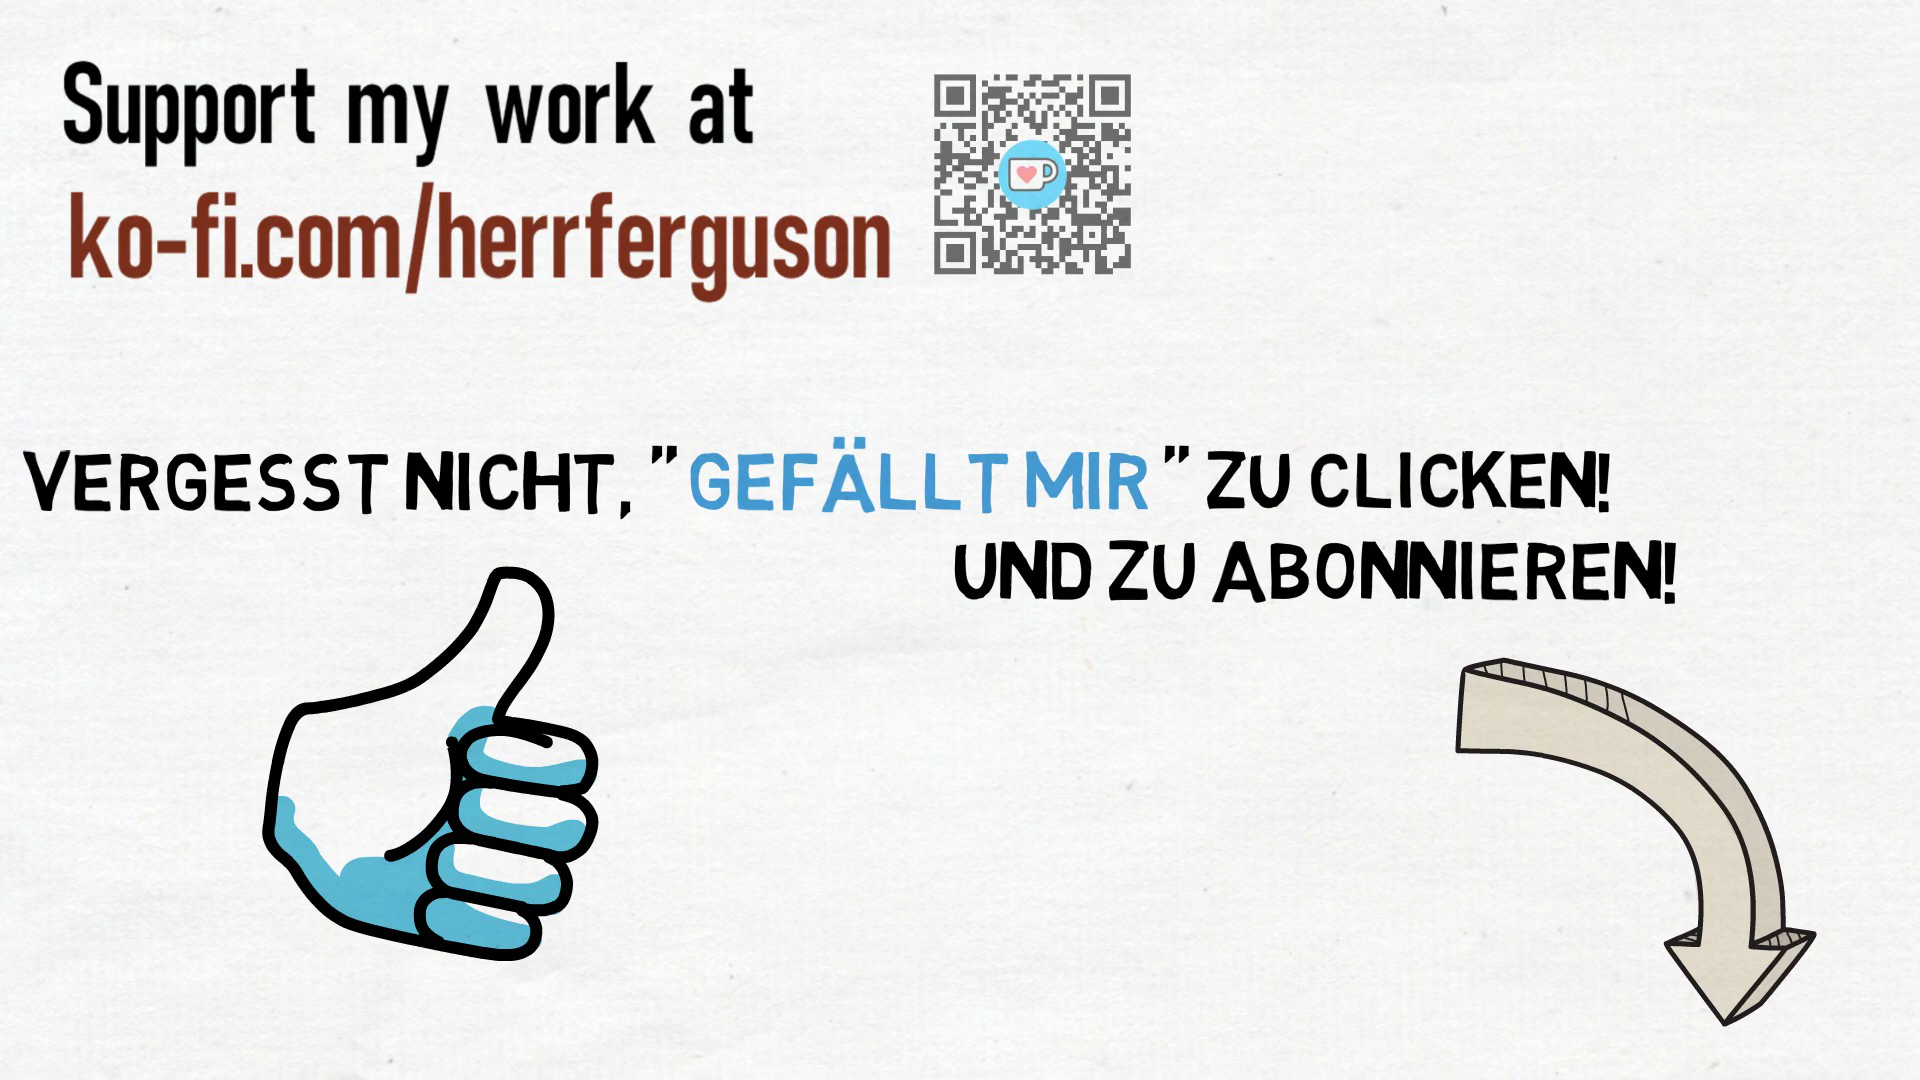 Support my work at
ko-fi.com/herrferguson
VERGESST NICHT, "GEFÄLLT MIR" ZU CLICKEN!
UND ZU ABONNIEREN!